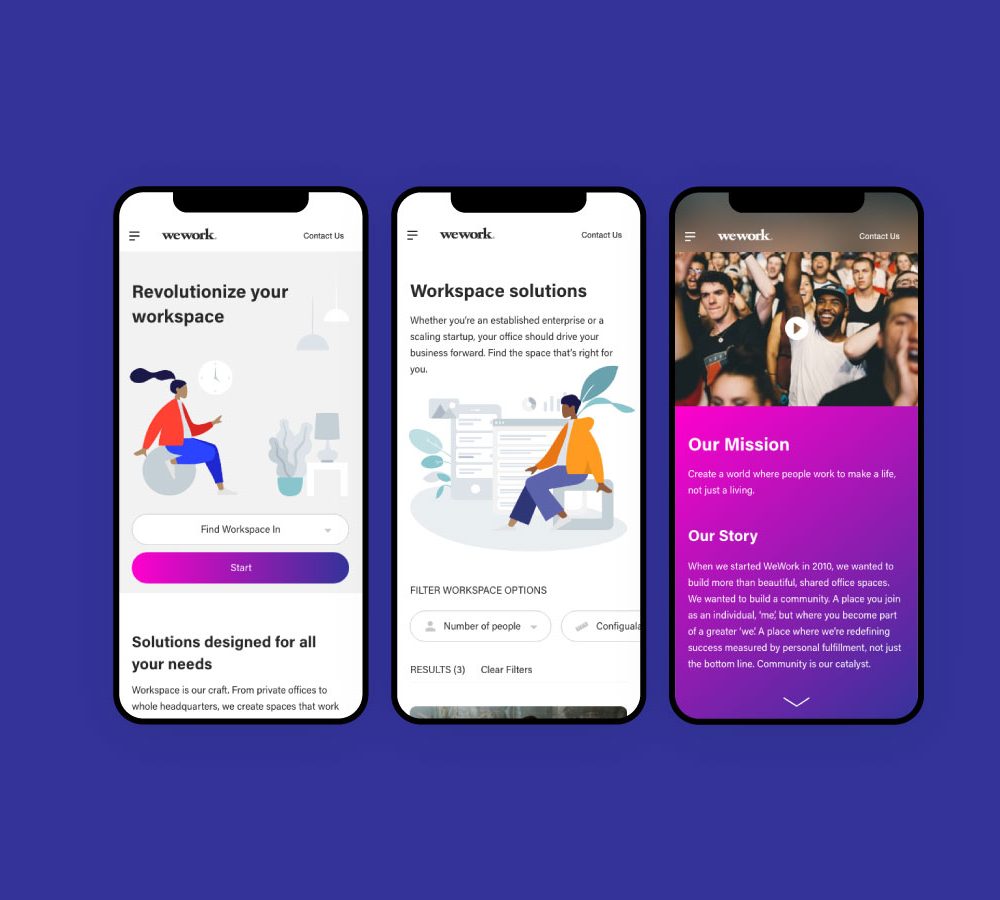 wework.
Contact Us
Revolutionize your
workspace
Find Workspace In
Start
Solutions designed for all
your needs
Workspace is our craft. From private offices to
whole headquarters, we create spaces that work
wework.
Contact Us
Workspace solutions
Whether you're an established enterprise or a
scaling startup, your office should drive your
business forward. Find the space that's right for
you.
FILTER WORKSPACE OPTIONS
Number of people
Configuala
RESULTS (3)
Clear Filters
wework.
Contact Us
Our Mission
Create a world where people work to make a life,
not just a living.
Our Story
When we started WeWork in 2010, we wanted to
build more than beautiful, shared office spaces.
We wanted to build a community. A place you join
as an individual, 'me', but where you become part
of a greater 'we'. A place where we're redefining
success measured by personal fulfillment, not just
the bottom line. Community is our catalyst.